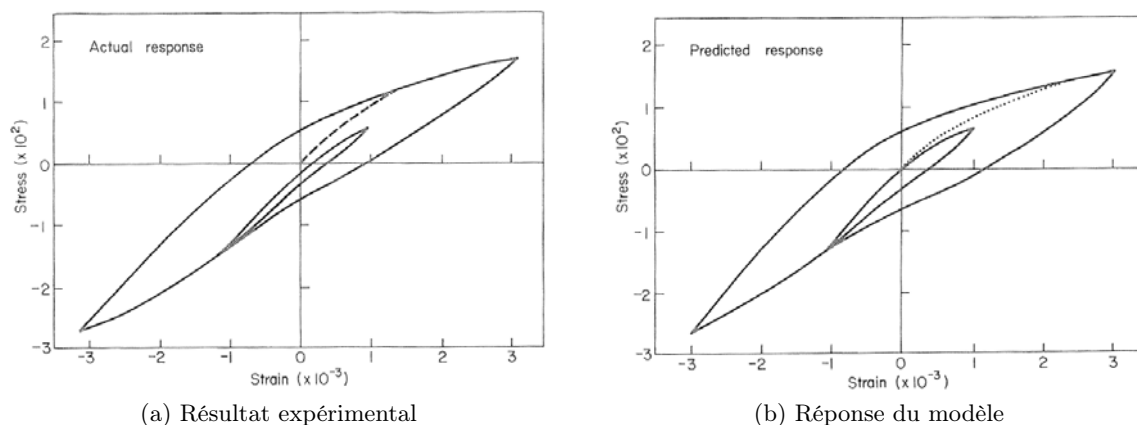 Actual response
2
1
0
-1
-2
-3
Stress (x 10²)
-3 -2 -1 0 1 2 3
Strain (x10⁻³)
(a) Résultat expérimental
Predicted response
2
1
0
-1
-2
-3
Stress (x 10²)
-3 -2 -1 0 1 2 3
Strain (x10⁻³)
(b) Réponse du modèle